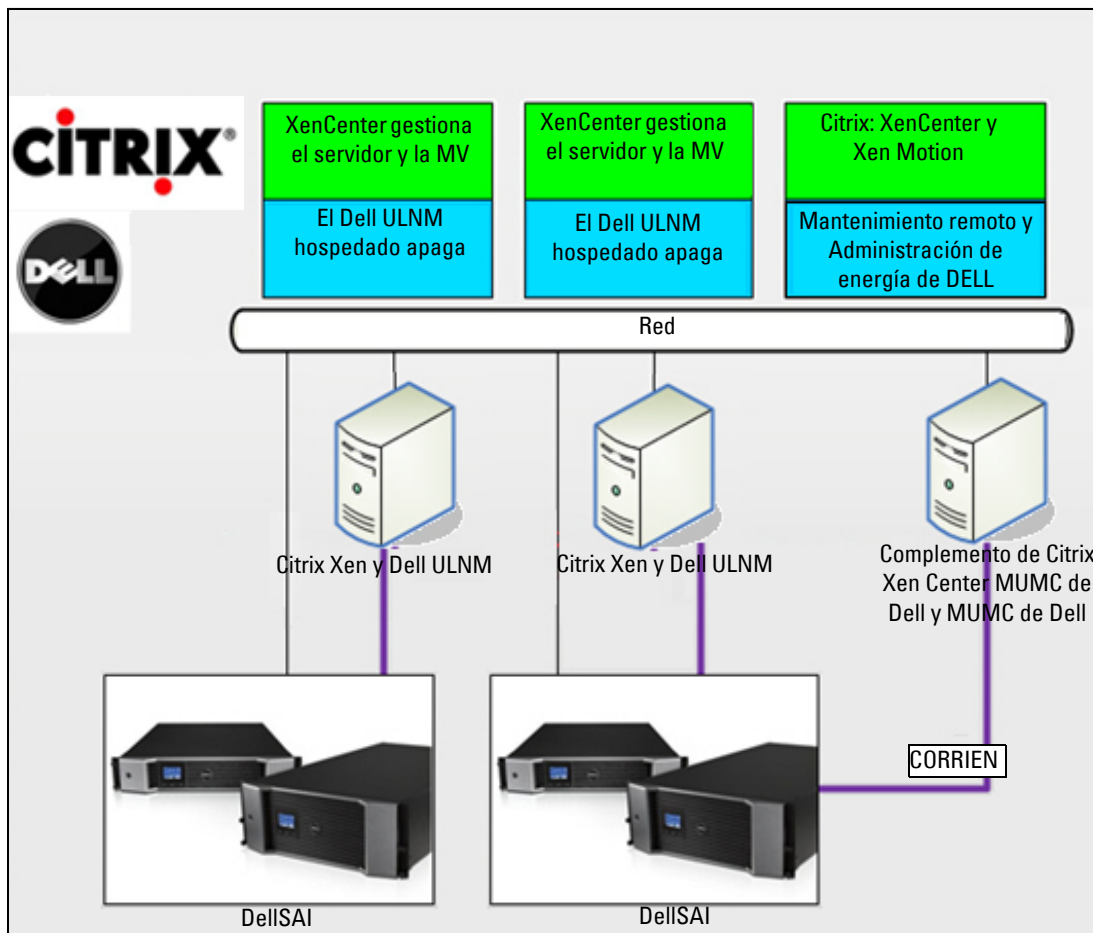 CİTRIX®
DELL
XenCenter gestiona
el servidor y la MV
El Dell ULNM
hospedado apaga
XenCenter gestiona
el servidor y la MV
El Dell ULNM
hospedado apaga
Citrix: XenCenter y
Xen Motion
Mantenimiento remoto y
Administración de
energía de DELL
Red
Citrix Xen y Dell ULNM
Citrix Xen y Dell ULNM
Complemento de Citrix
Xen Center MUMC de
Dell y MUMC de Dell
CORRIEN
DellSAI
DellSAI